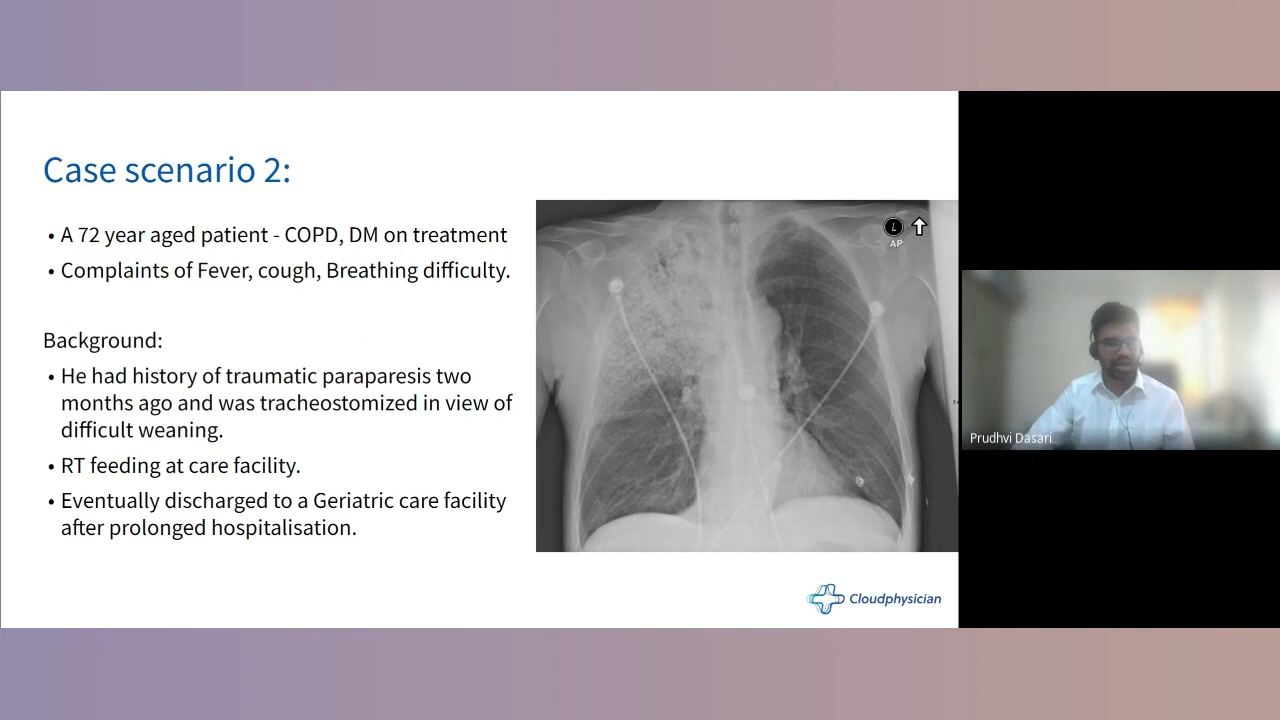 Case scenario 2:
• A 72 year aged patient - COPD, DM on treatment
• Complaints of Fever, cough, Breathing difficulty.
Background:
• He had history of traumatic paraparesis two
months ago and was tracheostomized in view of
difficult weaning.
• RT feeding at care facility.
• Eventually discharged to a Geriatric care facility
after prolonged hospitalisation.
L
AP
Cloudphysician
Prudhvi Dasari